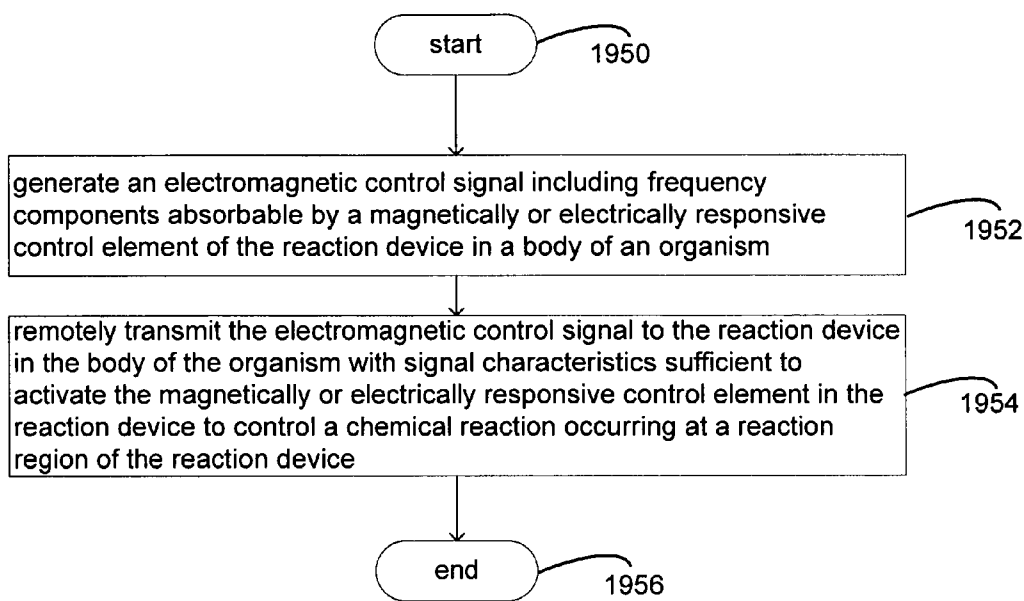 start
1950
generate an electromagnetic control signal including frequency
components absorbable by a magnetically or electrically responsive
control element of the reaction device in a body of an organism
1952
remotely transmit the electromagnetic control signal to the reaction device
in the body of the organism with signal characteristics sufficient to
activate the magnetically or electrically responsive control element in the
reaction device to control a chemical reaction occurring at a reaction
region of the reaction device
1954
end
1956